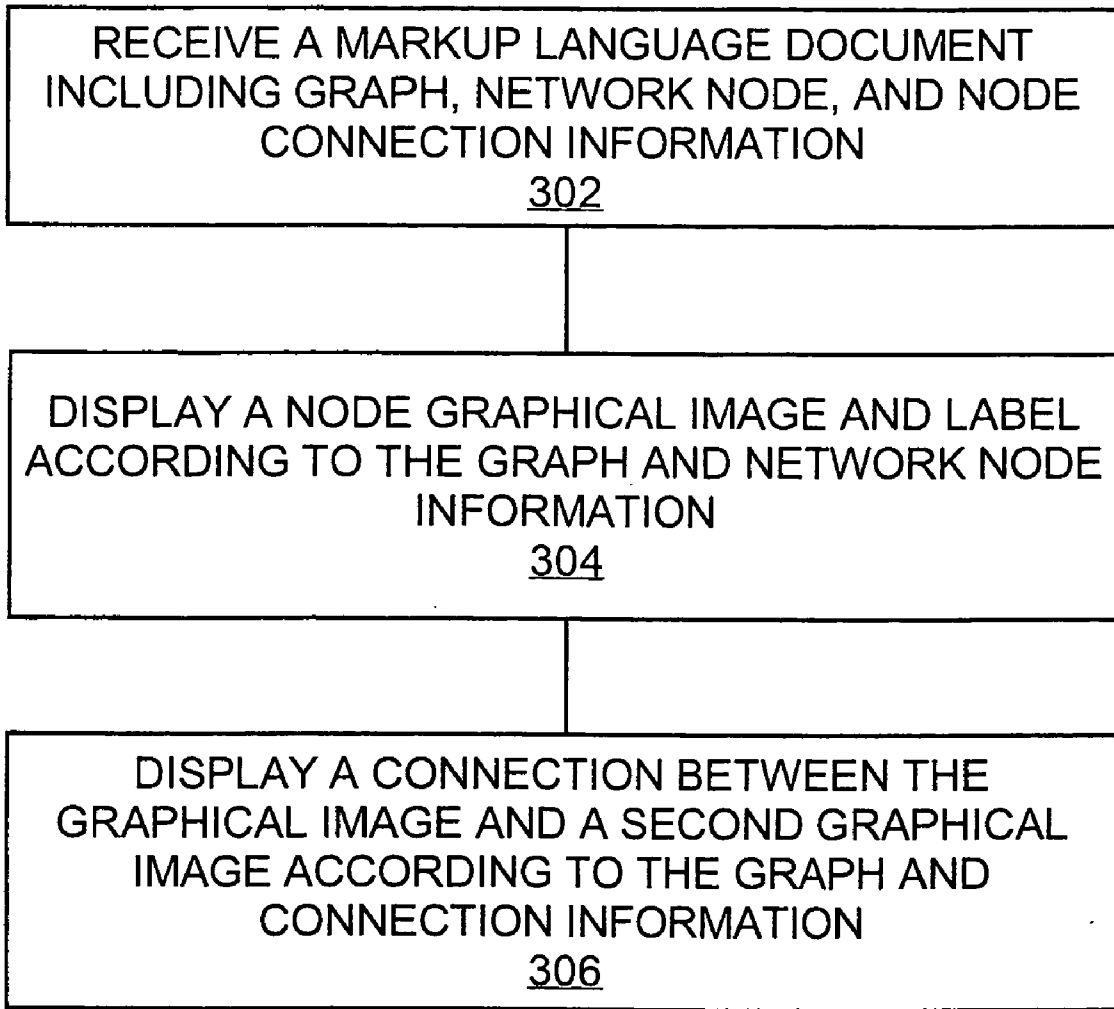 RECEIVE A MARKUP LANGUAGE DOCUMENT
INCLUDING GRAPH, NETWORK NODE, AND NODE
CONNECTION INFORMATION
302
DISPLAY A NODE GRAPHICAL IMAGE AND LABEL
ACCORDING TO THE GRAPH AND NETWORK NODE
INFORMATION
304
DISPLAY A CONNECTION BETWEEN THE
GRAPHICAL IMAGE AND A SECOND GRAPHICAL
IMAGE ACCORDING TO THE GRAPH AND
CONNECTION INFORMATION
306